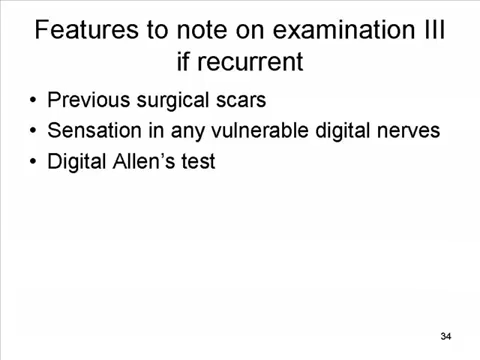 Features to note on examination III
if recurrent
• Previous surgical scars
• Sensation in any vulnerable digital nerves
• Digital Allen's test
34